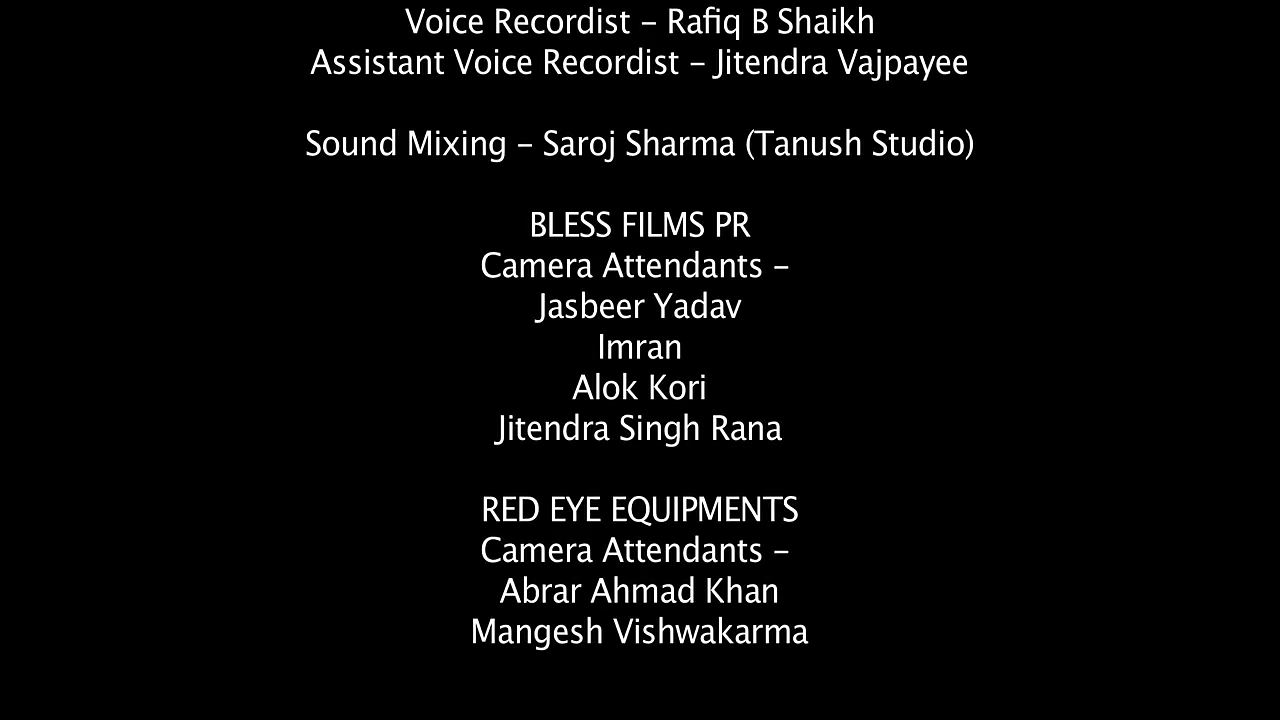 Voice Recordist – Rafiq B Shaikh
Assistant Voice Recordist – Jitendra Vajpayee
Sound Mixing – Saroj Sharma (Tanush Studio)
BLESS FILMS PR
Camera Attendants –
Jasbeer Yadav
Imran
Alok Kori
Jitendra Singh Rana
RED EYE EQUIPMENTS
Camera Attendants –
Abrar Ahmad Khan
Mangesh Vishwakarma